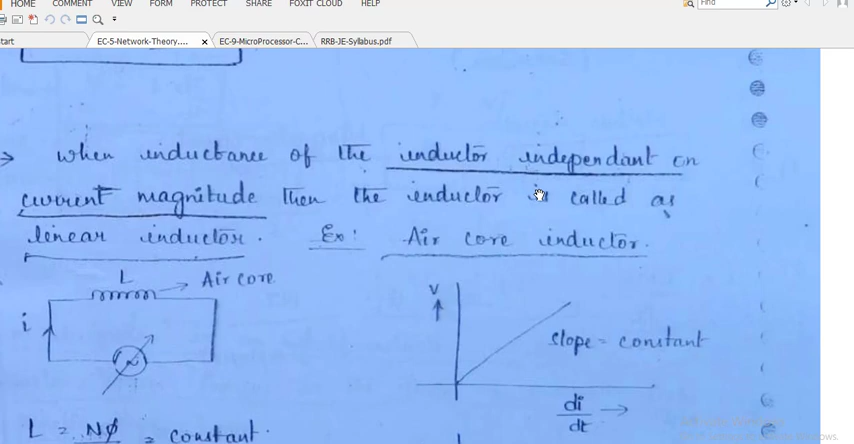 HOME COMMENT VIEW FORM PROTECT SHARE FOXIT CLOUD HELP
Find
tart EC-5-Network-Theory.... EC-9-MicroProcessor-C... RRB-JE-Syllabus.pdf
→ When inductance of the inductor independant on
current magnitude then the inductor is called as
linear inductor. Ex: Air core inductor.
L → Air core
i
V
slope = constant
di/dt →
L = NΦ = constant.